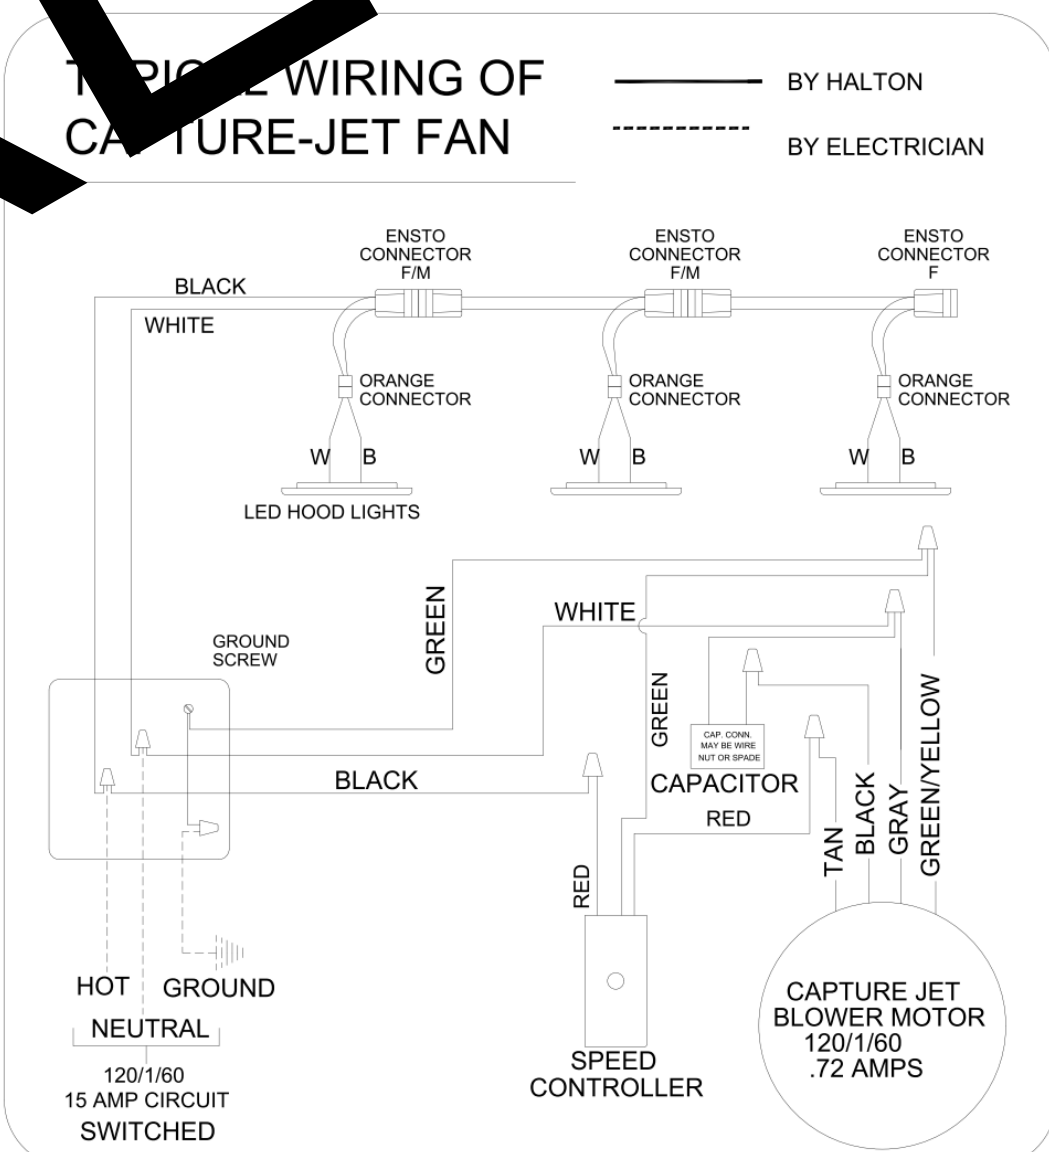 TYPICAL WIRING OF
CAPTURE-JET FAN
BY HALTON
BY ELECTRICIAN
ENSTO
CONNECTOR
F/M
ENSTO
CONNECTOR
F/M
ENSTO
CONNECTOR
F
BLACK
WHITE
ORANGE
CONNECTOR
ORANGE
CONNECTOR
ORANGE
CONNECTOR
W B
W B
W B
LED HOOD LIGHTS
GREEN
WHITE
GROUND
SCREW
GREEN
CAP. CONN.
MAY BE WIRE
NUT OR SPADE
CAPACITOR
BLACK
RED
RED
TAN
BLACK
GRAY
GREEN/YELLOW
HOT
GROUND
NEUTRAL
120/1/60
15 AMP CIRCUIT
SWITCHED
SPEED
CONTROLLER
CAPTURE JET
BLOWER MOTOR
120/1/60
.72 AMPS